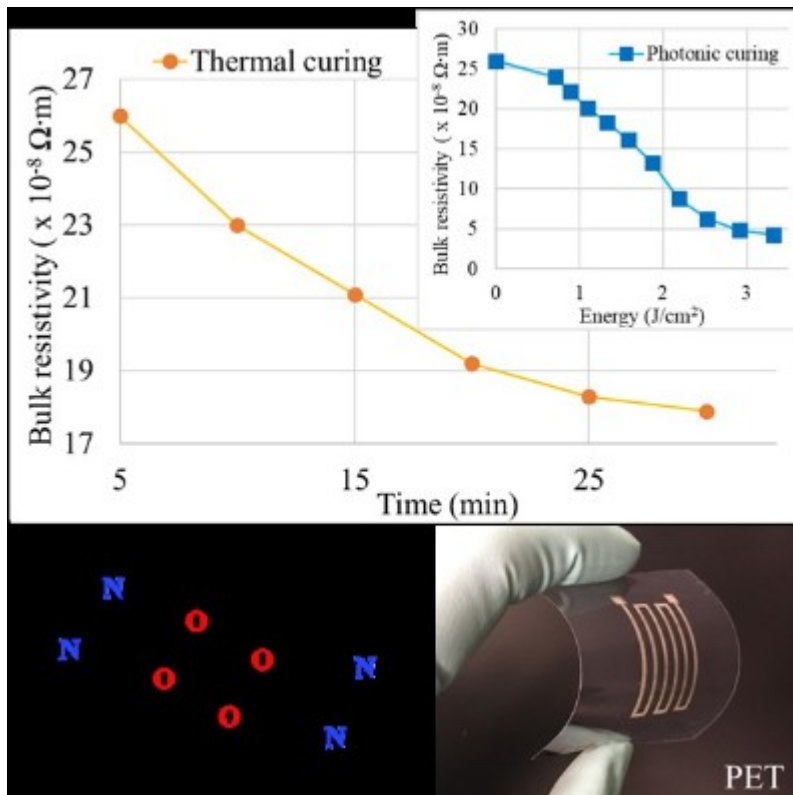 Thermal curing
Bulk resistivity ( x 10⁻⁸ Ω·m)
27
25
23
21
19
17
5
15
25
Time (min)
Photonic curing
Bulk resistivity ( x 10⁻⁸ Ω·m)
30
25
20
15
10
5
0
0
1
2
3
Energy (J/cm²)
N
O
N
O
N
O
O
N
PET